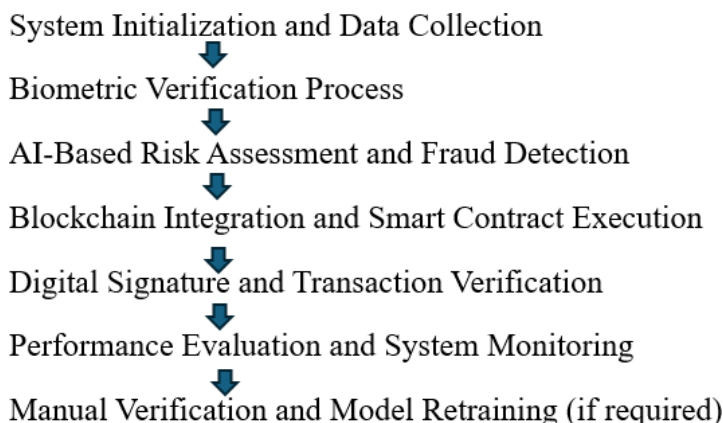 System Initialization and Data Collection
Biometric Verification Process
AI-Based Risk Assessment and Fraud Detection
Blockchain Integration and Smart Contract Execution
Digital Signature and Transaction Verification
Performance Evaluation and System Monitoring
Manual Verification and Model Retraining (if required)